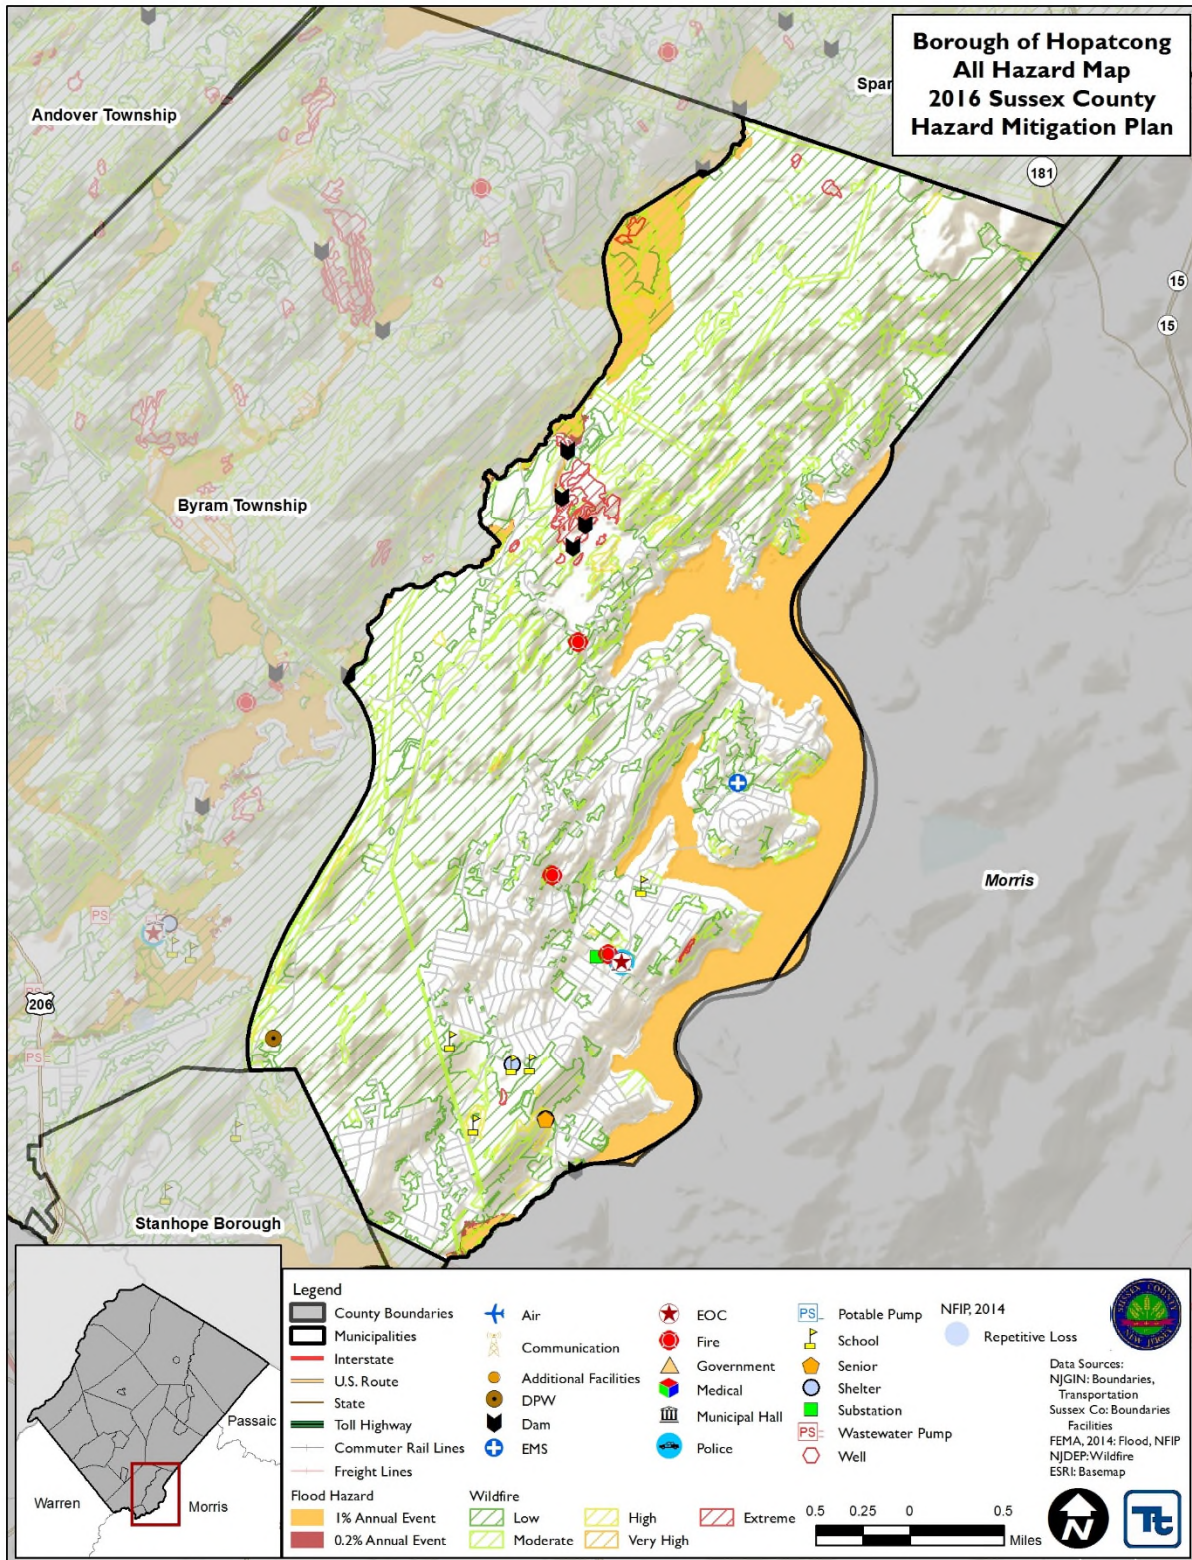 Borough of Hopatcong
All Hazard Map
2016 Sussex County
Hazard Mitigation Plan
Spar
Andover Township
181
15
15
Byram Township
Morris
PS
206
PS
Stanhope Borough
Warren
Passaic
Morris
Legend
County Boundaries
Municipalities
Interstate
U.S. Route
State
Toll Highway
Commuter Rail Lines
Freight Lines
Air
Communication
Additional Facilities
DPW
Dam
EMS
EOC
Fire
Government
Medical
Municipal Hall
Police
PS
Potable Pump
School
Senior
Shelter
Substation
PS
Wastewater Pump
Well
NFIP, 2014
Repetitive Loss
SUSSEX COUNTY
NEW JERSEY
Data Sources:
NJGIN: Boundaries,
Transportation
Sussex Co: Boundaries
Facilities
FEMA, 2014: Flood, NFIP
NJDEP: Wildfire
ESRI: Basemap
Flood Hazard
1% Annual Event
0.2% Annual Event
Wildfire
Low
Moderate
High
Very High
Extreme
0.5
0.25
0
0.5
Miles
N
Tt